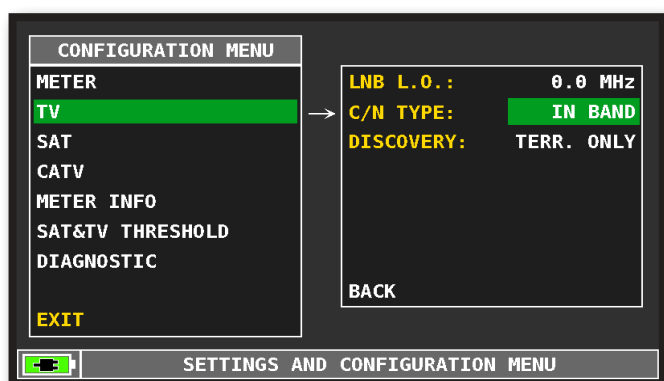 CONFIGURATION MENU
METER
TV
SAT
CATV
METER INFO
SAT&TV THRESHOLD
DIAGNOSTIC
EXIT
LNB L.O.: 0.0 MHz
C/N TYPE: IN BAND
DISCOVERY: TERR. ONLY
BACK
SETTINGS AND CONFIGURATION MENU